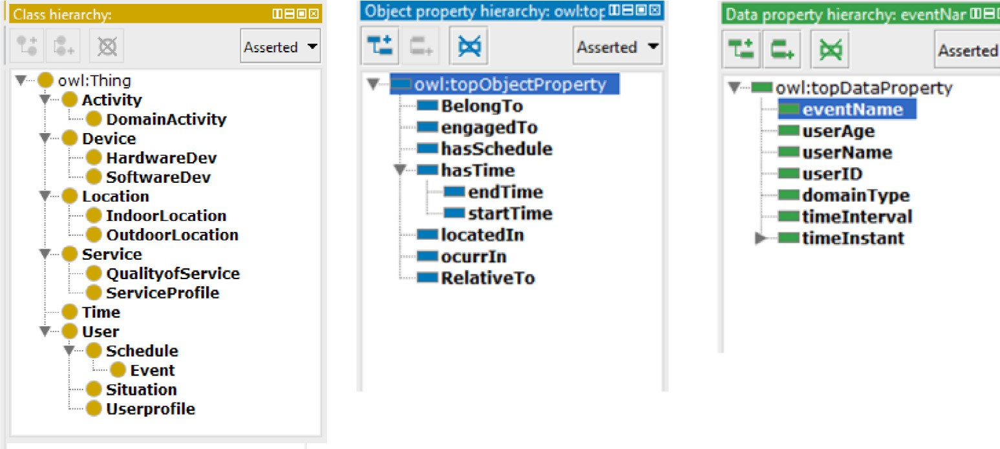 Class hierarchy:
Asserted
owl:Thing
Activity
DomainActivity
Device
HardwareDev
SoftwareDev
Location
IndoorLocation
OutdoorLocation
Service
QualityofService
ServiceProfile
Time
User
Schedule
Event
Situation
Userprofile
Object property hierarchy: owl:top
Asserted
owl:topObjectProperty
BelongTo
engagedTo
hasSchedule
hasTime
endTime
startTime
locatedIn
ocurrIn
RelativeTo
Data property hierarchy: eventNar
Asserted
owl:topDataProperty
eventName
userAge
userName
userID
domainType
timeInterval
timeInstant